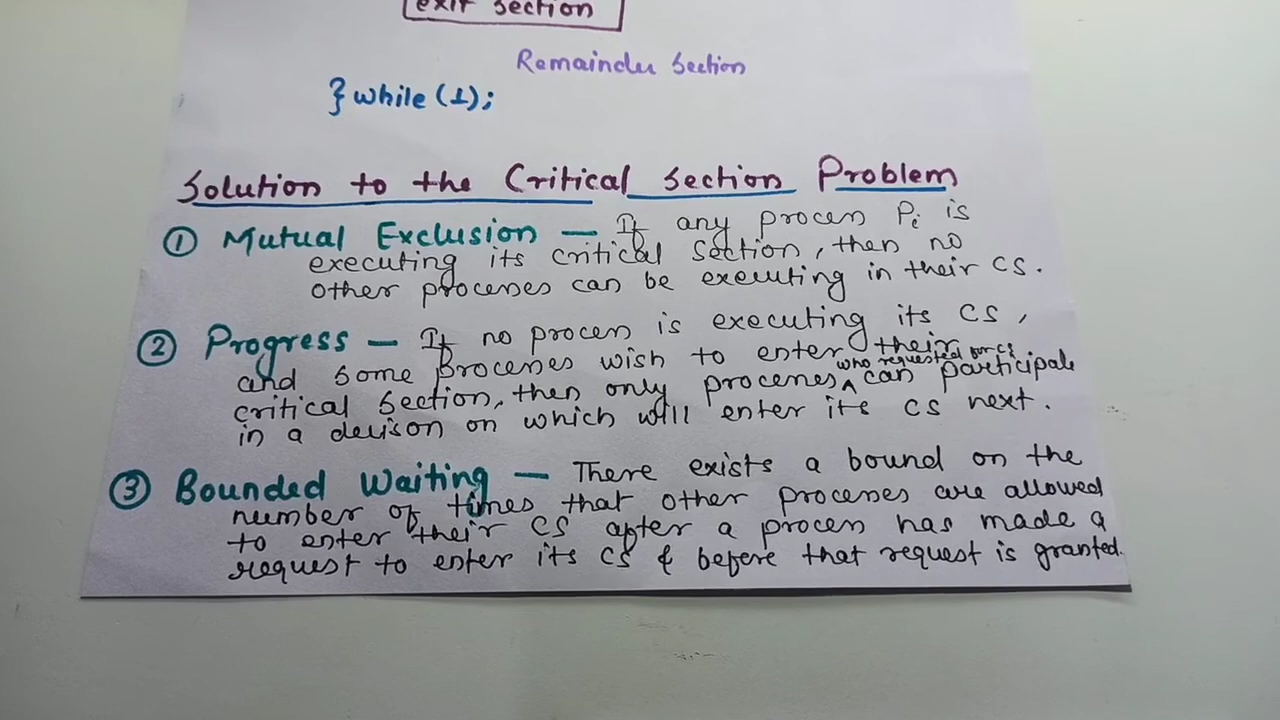 exit section
Remainder Section
} while (1);
Solution to the Critical Section Problem
① Mutual Exclusion — If any process Pi is
executing its critical section, then no
other processes can be executing in their CS.
② Progress — If no process is executing its CS,
and some processes wish to enter their
who requested for cs
critical section, then only processes ^ can participate
in a decison on which will enter its CS next.
③ Bounded Waiting — There exists a bound on the
number of times that other processes are allowed
to enter their CS after a process has made a
request to enter its CS & before that request is granted.